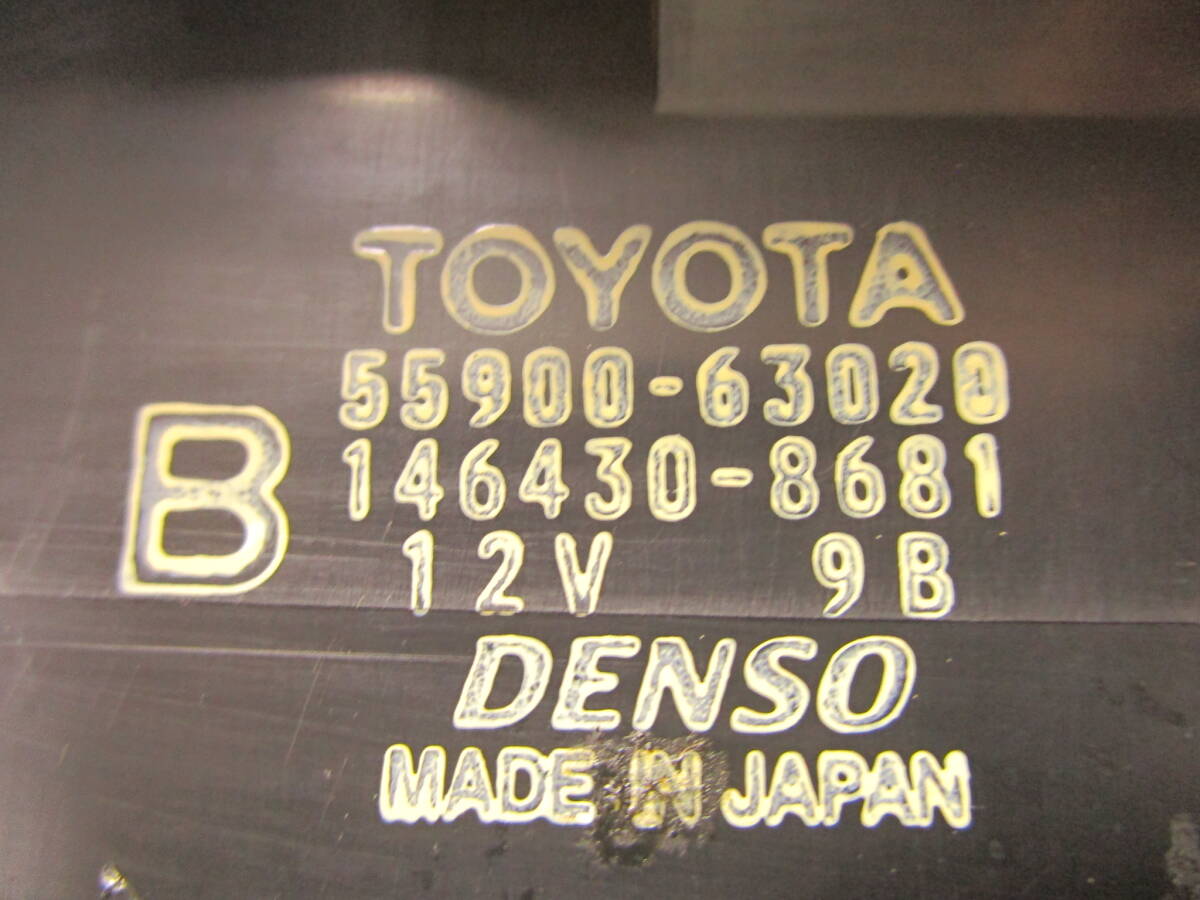 TOYOTA
55900-63020
B
146430-8681
12V 9B
DENSO
MADE IN JAPAN